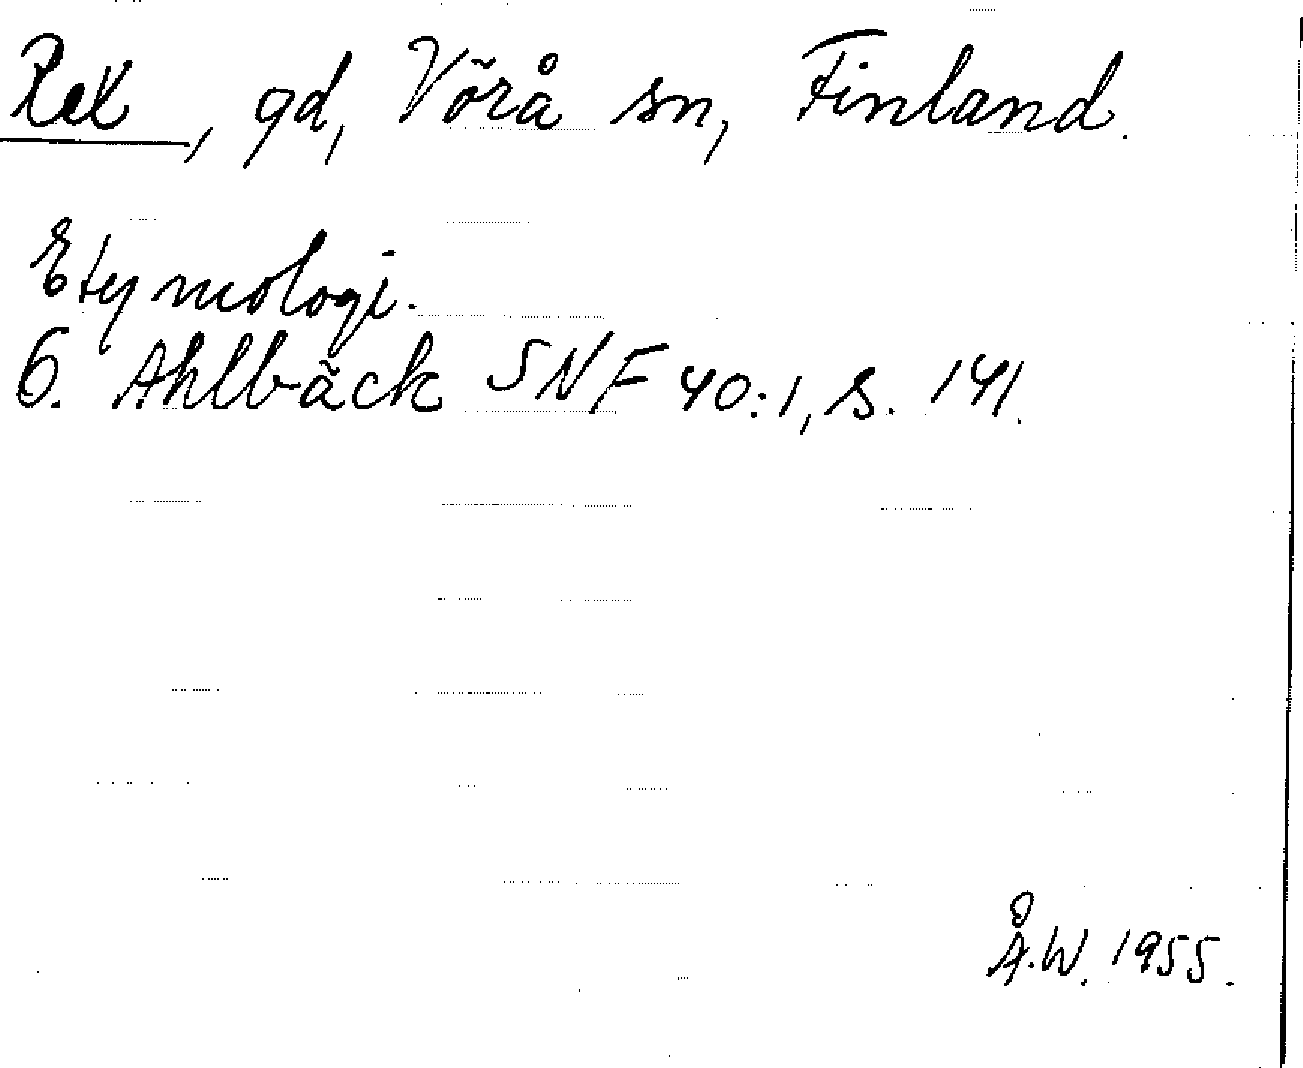 Rek, gd, Vörå sn, Finland.
Etymologi.
O. Ahlbäck SNF 40:1, s. 141.
Å.W. 1955.